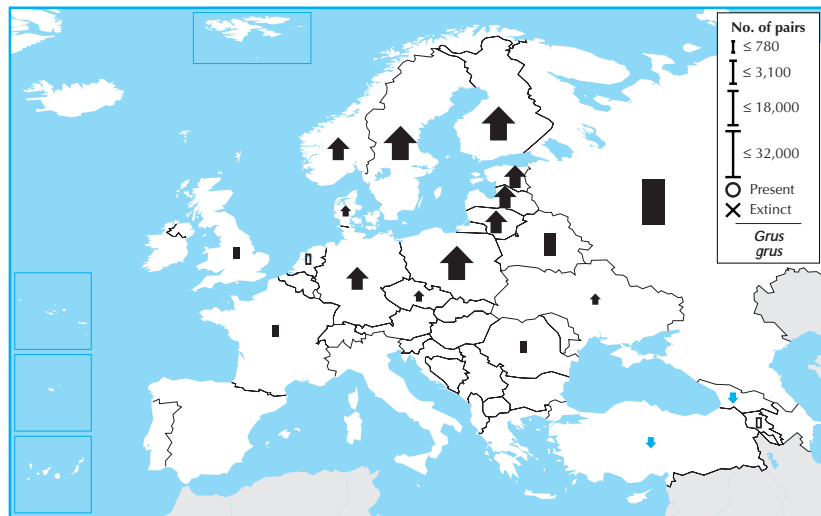 No. of pairs
≤ 780
≤ 3,100
≤ 18,000
≤ 32,000
Present
Extinct
Grus
grus